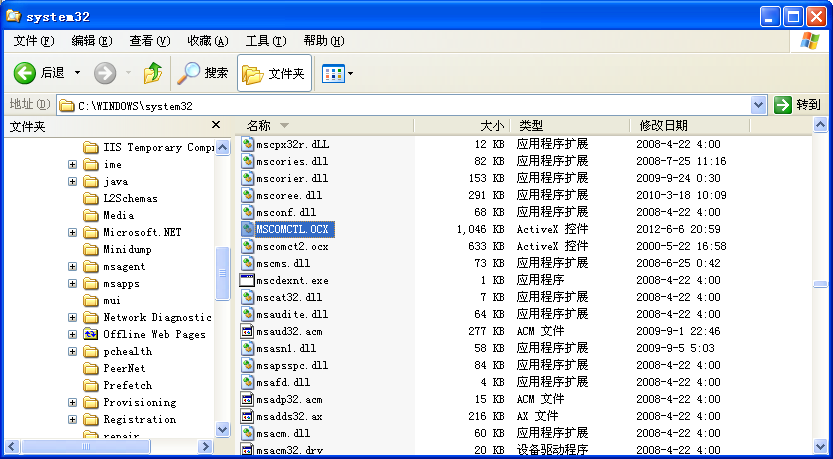 system32
文件(F) 编辑(E) 查看(V) 收藏(A) 工具(T) 帮助(H)
后退 搜索 文件夹
地址(D) C:\WINDOWS\system32 转到
文件夹
IIS Temporary Compr
ime
java
L2Schemas
Media
Microsoft.NET
Minidump
msagent
msapps
mui
Network Diagnostic
Offline Web Pages
pchealth
PeerNet
Prefetch
Provisioning
Registration
repair
名称 大小 类型 修改日期
mscpx32r.dLL 12 KB 应用程序扩展 2008-4-22 4:00
mscories.dll 82 KB 应用程序扩展 2008-7-25 11:16
mscorier.dll 153 KB 应用程序扩展 2009-9-24 0:30
mscoree.dll 291 KB 应用程序扩展 2010-3-18 10:09
msconf.dll 68 KB 应用程序扩展 2008-4-22 4:00
MSCOMCTL.OCX 1,046 KB ActiveX 控件 2012-6-6 20:59
mscomct2.ocx 633 KB ActiveX 控件 2000-5-22 16:58
mscms.dll 73 KB 应用程序扩展 2008-6-25 0:42
mscdexnt.exe 1 KB 应用程序 2008-4-22 4:00
mscat32.dll 7 KB 应用程序扩展 2008-4-22 4:00
msaudite.dll 64 KB 应用程序扩展 2008-4-22 4:00
msaud32.acm 277 KB ACM 文件 2009-9-1 22:46
msasn1.dll 58 KB 应用程序扩展 2009-9-5 5:03
msapsspc.dll 84 KB 应用程序扩展 2008-4-22 4:00
msafd.dll 4 KB 应用程序扩展 2008-4-22 4:00
msadp32.acm 15 KB ACM 文件 2008-4-22 4:00
msadds32.ax 216 KB AX 文件 2008-4-22 4:00
msacm.dll 60 KB 应用程序扩展 2008-4-22 4:00
msacm32.drv 20 KB 设备驱动程序 2008-4-22 4:00